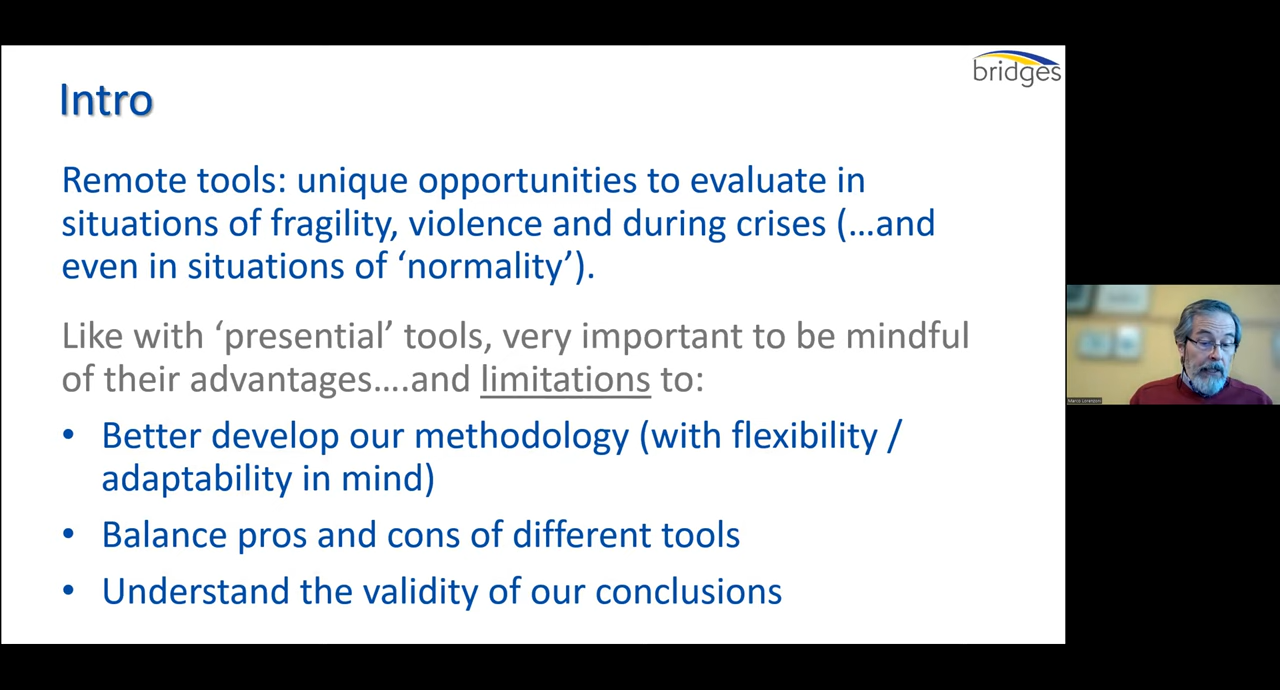 bridges
Intro
Remote tools: unique opportunities to evaluate in
situations of fragility, violence and during crises (…and
even in situations of ‘normality’).
Like with ‘presential’ tools, very important to be mindful
of their advantages….and limitations to:
• Better develop our methodology (with flexibility /
adaptability in mind)
• Balance pros and cons of different tools
• Understand the validity of our conclusions
Marco Lorenzoni